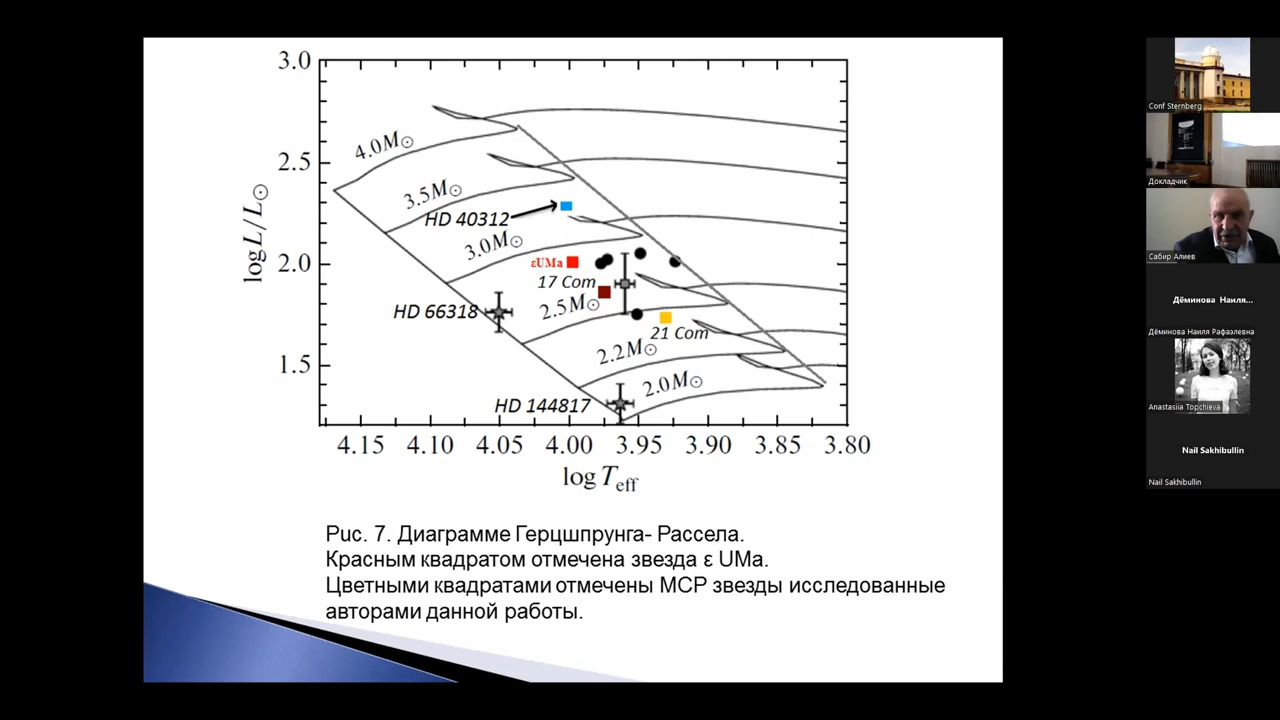 3.0
2.5
2.0
1.5
log L/L☉
4.0M☉
3.5M☉
HD 40312
3.0M☉
εUMa
17 Com
2.5M☉
HD 66318
21 Com
2.2M☉
2.0M☉
HD 144817
4.15 4.10 4.05 4.00 3.95 3.90 3.85 3.80
log Teff
Рис. 7. Диаграмме Герцшпрунга- Рассела.
Красным квадратом отмечена звезда ε UMa.
Цветными квадратами отмечены МСР звезды исследованные
авторами данной работы.
Conf Sternberg
Докладчик
Сабир Алиев
Дёминова Наиля...
Дёминова Наиля Рафаэлевна
Anastasiia Topchieva
Nail Sakhibullin
Nail Sakhibullin